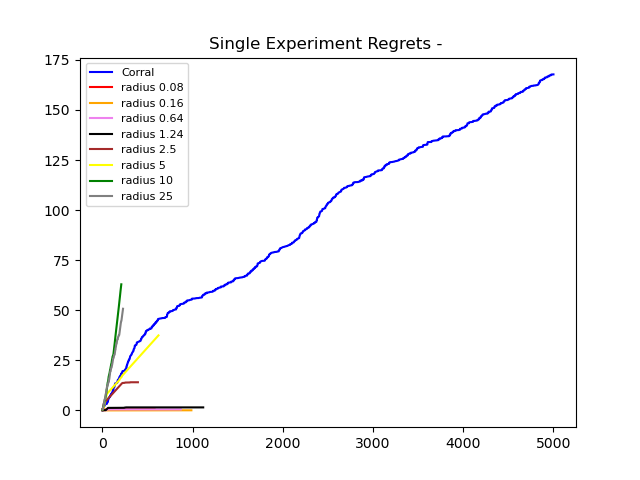 Single Experiment Regrets -
175
150
125
100
75
50
25
0
Corral
radius 0.08
radius 0.16
radius 0.64
radius 1.24
radius 2.5
radius 5
radius 10
radius 25
0
1000
2000
3000
4000
5000